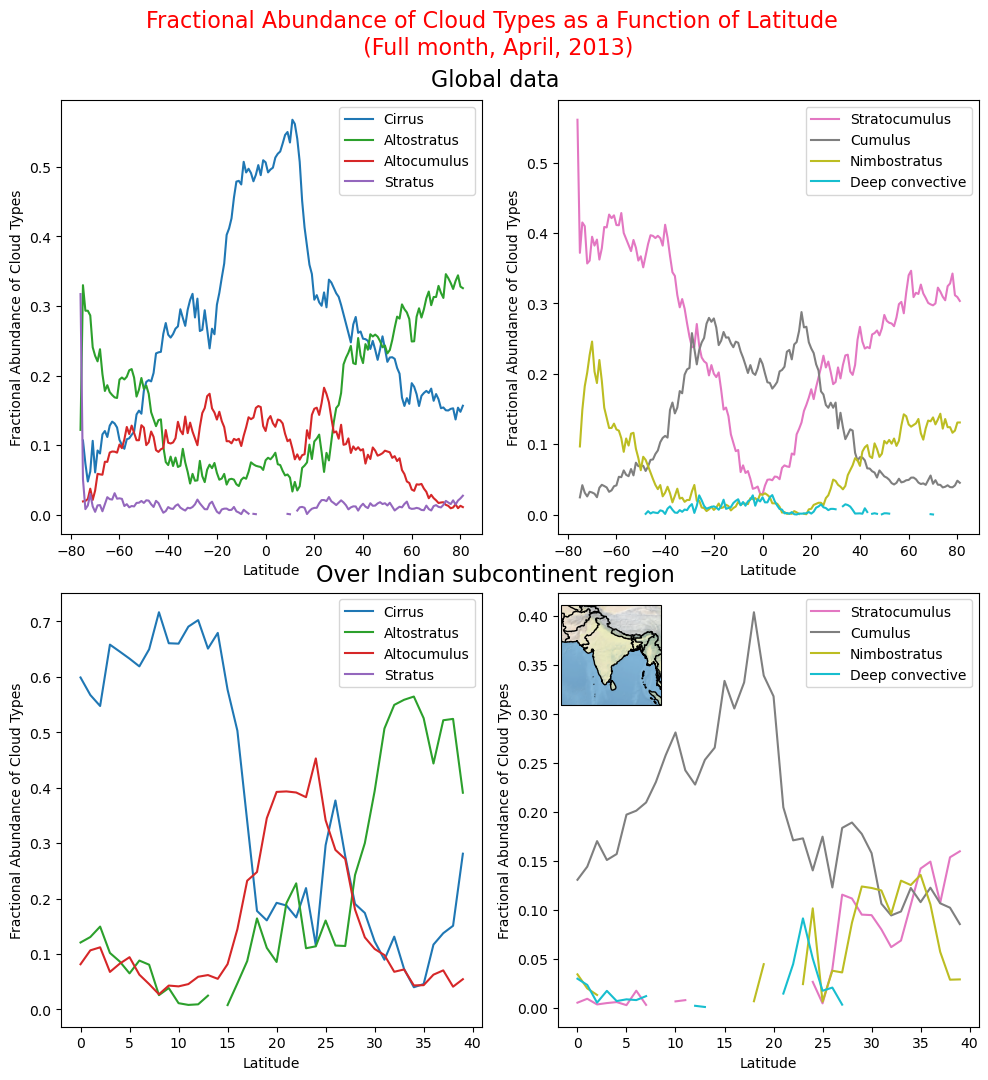 Fractional Abundance of Cloud Types as a Function of Latitude
(Full month, April, 2013)
Global data
Cirrus
Altostratus
Altocumulus
Stratus
Fractional Abundance of Cloud Types
0.5
0.4
0.3
0.2
0.1
0.0
−80 −60 −40 −20 0 20 40 60 80
Latitude
Stratocumulus
Cumulus
Nimbostratus
Deep convective
Fractional Abundance of Cloud Types
0.5
0.4
0.3
0.2
0.1
0.0
−80 −60 −40 −20 0 20 40 60 80
Latitude
Over Indian subcontinent region
Cirrus
Altostratus
Altocumulus
Stratus
Fractional Abundance of Cloud Types
0.7
0.6
0.5
0.4
0.3
0.2
0.1
0.0
0 5 10 15 20 25 30 35 40
Latitude
Stratocumulus
Cumulus
Nimbostratus
Deep convective
Fractional Abundance of Cloud Types
0.40
0.35
0.30
0.25
0.20
0.15
0.10
0.05
0.00
0 5 10 15 20 25 30 35 40
Latitude